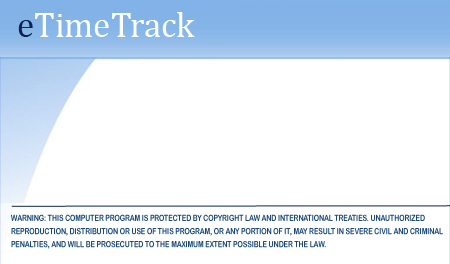 eTimeTrack
WARNING: THIS COMPUTER PROGRAM IS PROTECTED BY COPYRIGHT LAW AND INTERNATIONAL TREATIES. UNAUTHORIZED
REPRODUCTION, DISTRIBUTION OR USE OF THIS PROGRAM, OR ANY PORTION OF IT, MAY RESULT IN SEVERE CIVIL AND CRIMINAL
PENALTIES, AND WILL BE PROSECUTED TO THE MAXIMUM EXTENT POSSIBLE UNDER THE LAW.